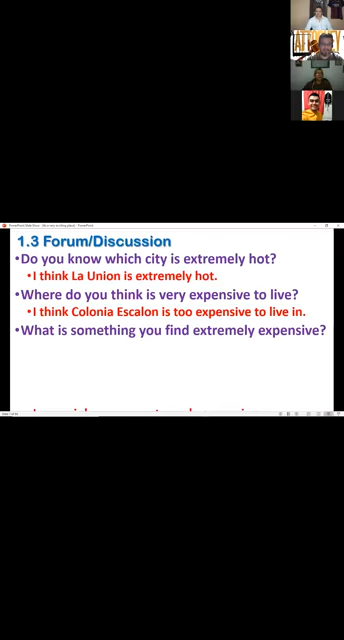 1.3 Forum/Discussion
•Do you know which city is extremely hot?
•I think La Union is extremely hot.
•Where do you think is very expensive to live?
•I think Colonia Escalon is too expensive to live in.
•What is something you find extremely expensive?